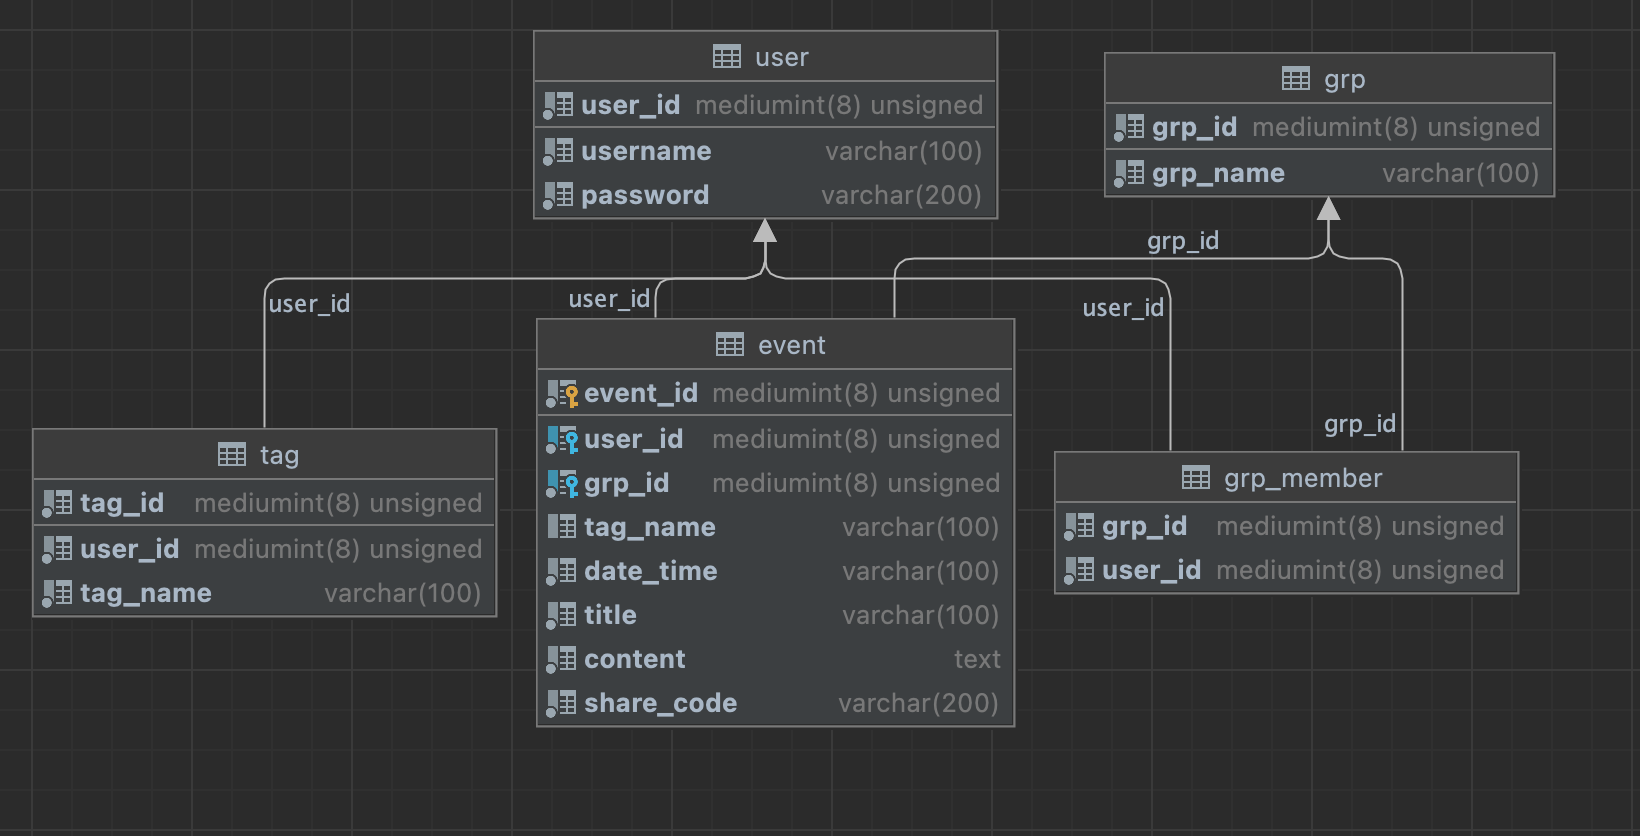 user
user_id mediumint(8) unsigned
username varchar(100)
password varchar(200)
grp
grp_id mediumint(8) unsigned
grp_name varchar(100)
grp_id
user_id
user_id
user_id
grp_id
event
event_id mediumint(8) unsigned
user_id mediumint(8) unsigned
grp_id mediumint(8) unsigned
tag_name varchar(100)
date_time varchar(100)
title varchar(100)
content text
share_code varchar(200)
tag
tag_id mediumint(8) unsigned
user_id mediumint(8) unsigned
tag_name varchar(100)
grp_member
grp_id mediumint(8) unsigned
user_id mediumint(8) unsigned